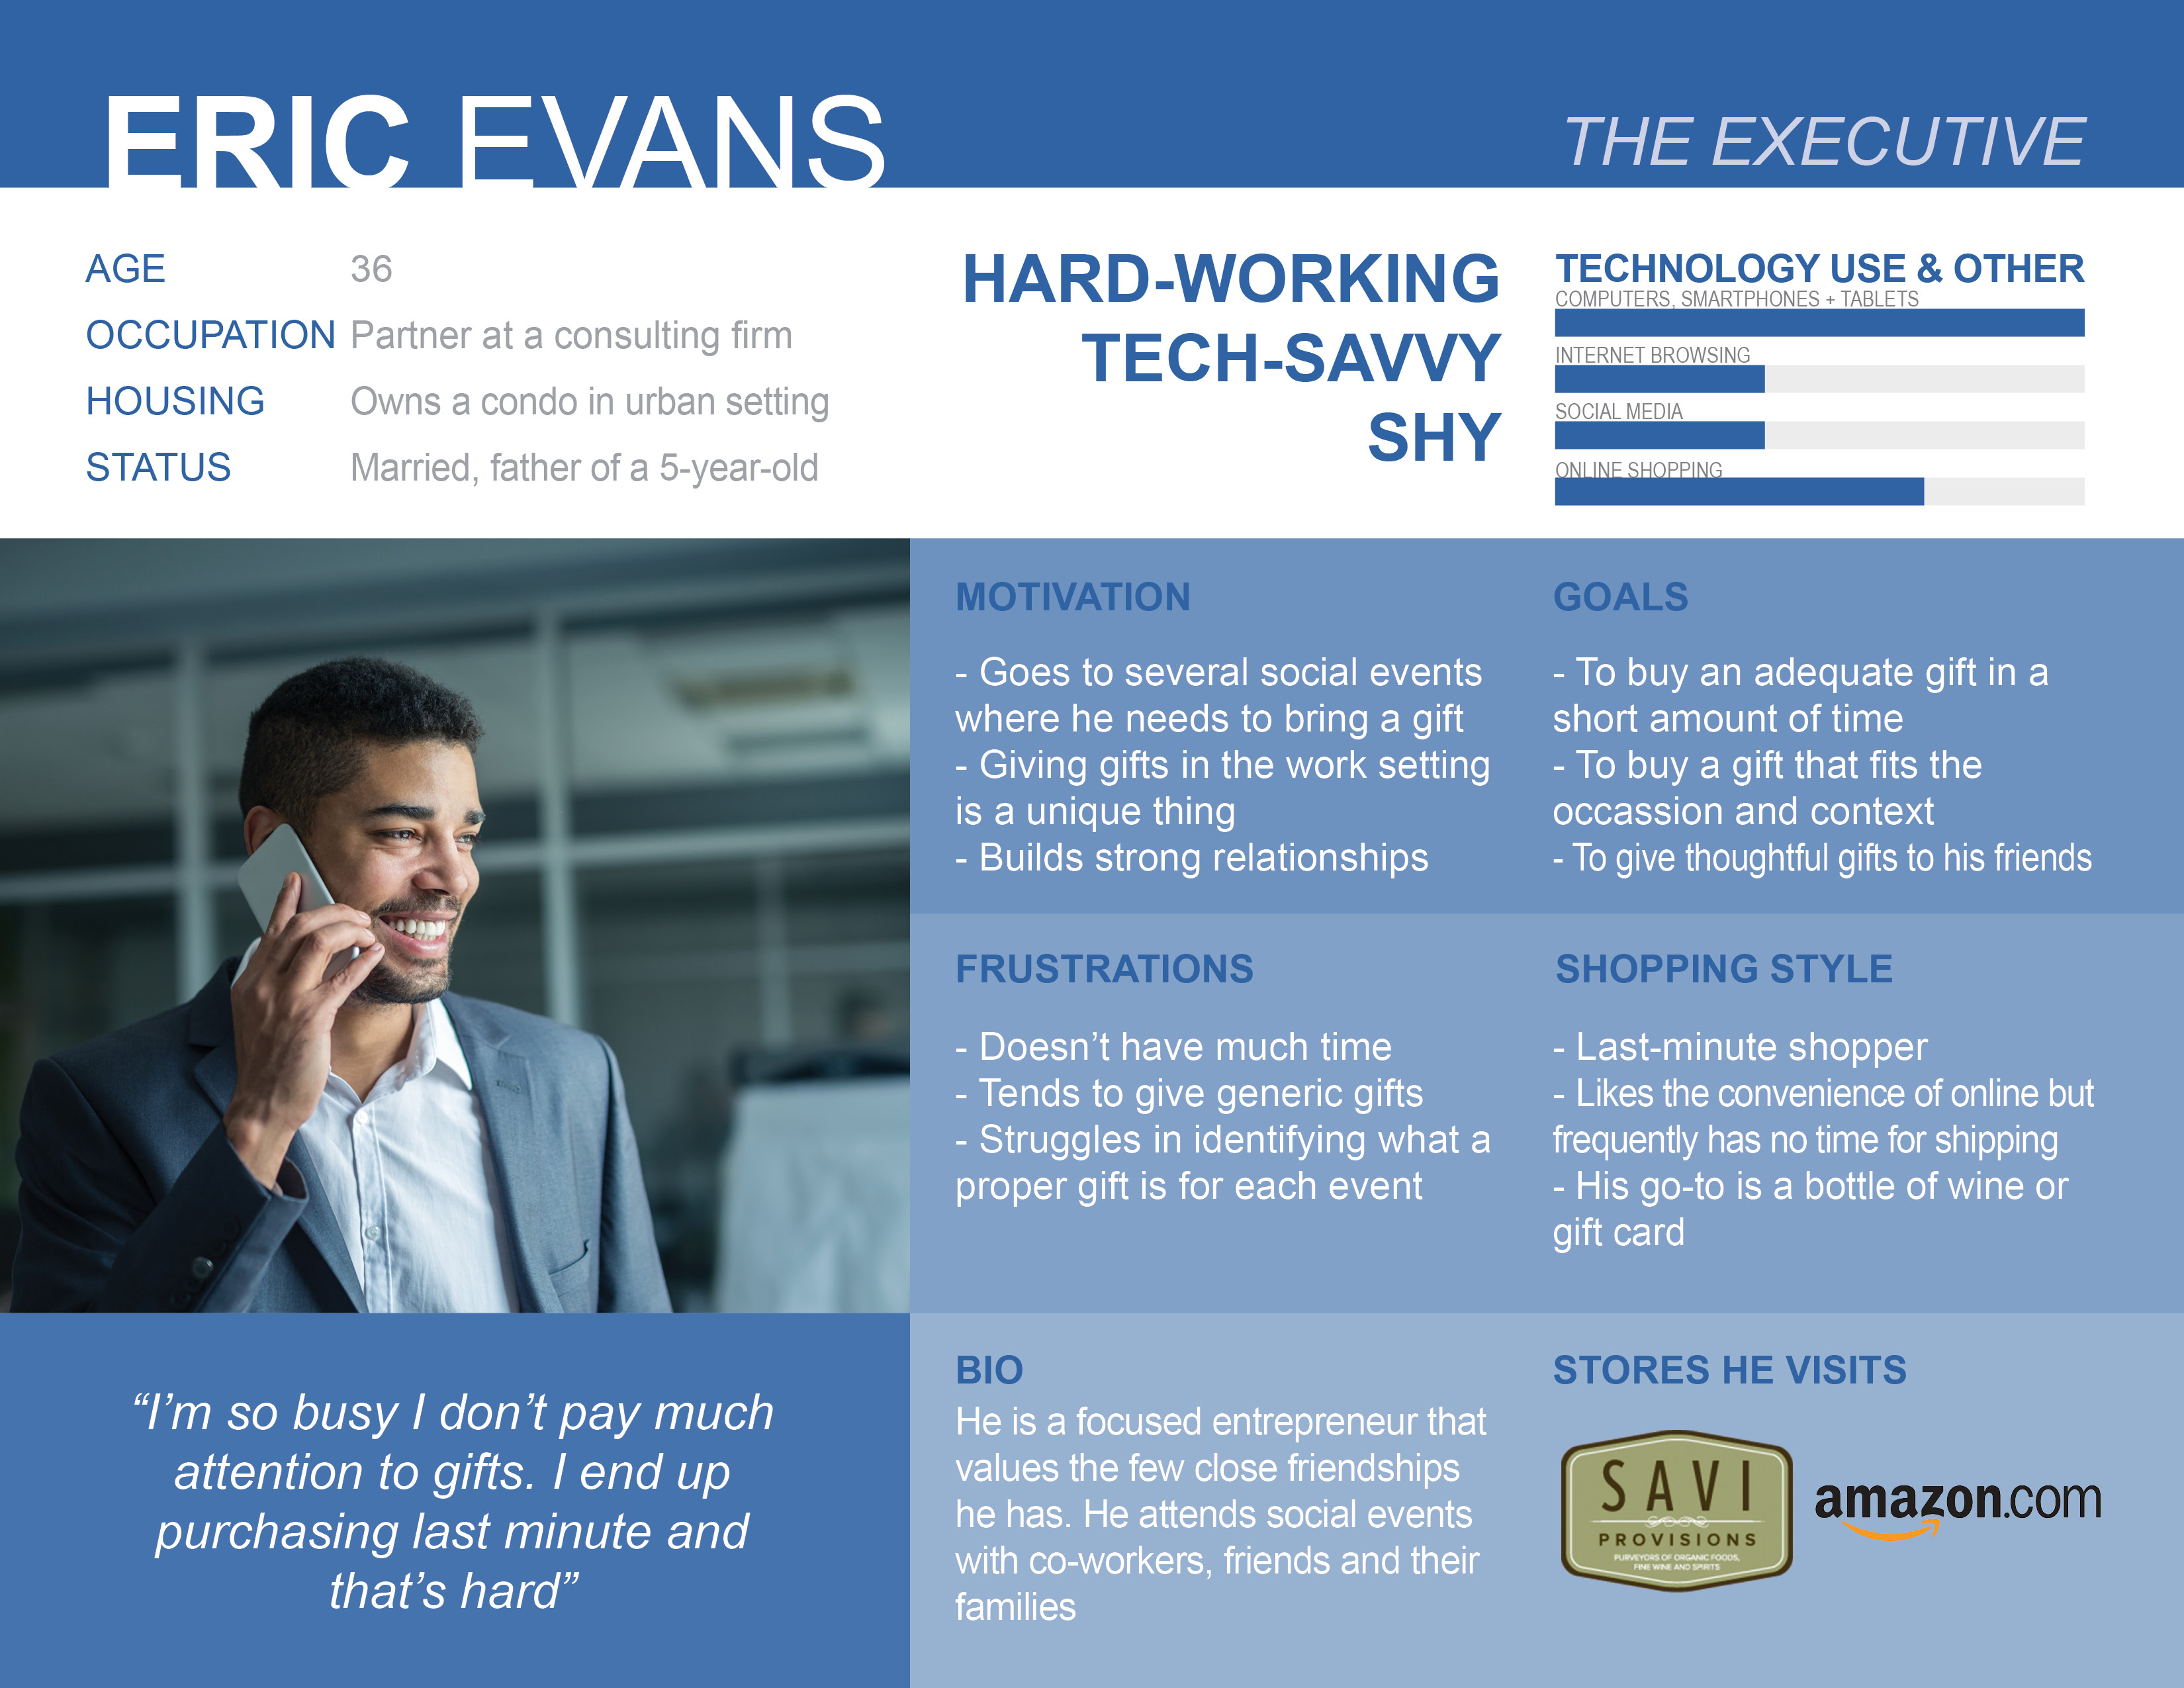 ERIC EVANS
THE EXECUTIVE
AGE 36
OCCUPATION Partner at a consulting firm
HOUSING Owns a condo in urban setting
STATUS Married, father of a 5-year-old
HARD-WORKING
TECH-SAVVY
SHY
TECHNOLOGY USE & OTHER
COMPUTERS, SMARTPHONES + TABLETS
INTERNET BROWSING
SOCIAL MEDIA
ONLINE SHOPPING
MOTIVATION
- Goes to several social events
where he needs to bring a gift
- Giving gifts in the work setting
is a unique thing
- Builds strong relationships
GOALS
- To buy an adequate gift in a
short amount of time
- To buy a gift that fits the
occassion and context
- To give thoughtful gifts to his friends
FRUSTRATIONS
- Doesn’t have much time
- Tends to give generic gifts
- Struggles in identifying what a
proper gift is for each event
SHOPPING STYLE
- Last-minute shopper
- Likes the convenience of online but
frequently has no time for shipping
- His go-to is a bottle of wine or
gift card
“I’m so busy I don’t pay much
attention to gifts. I end up
purchasing last minute and
that’s hard”
BIO
He is a focused entrepreneur that
values the few close friendships
he has. He attends social events
with co-workers, friends and their
families
STORES HE VISITS
SAVI
PROVISIONS
PURVEYORS OF ORGANIC FOODS,
FINE WINE AND SPIRITS
amazon.com